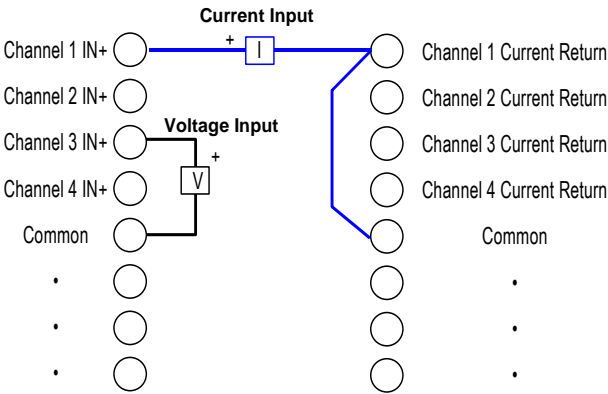 Current Input
+
I
Channel 1 IN+
Channel 1 Current Return
Channel 2 IN+
Channel 2 Current Return
Voltage Input
Channel 3 IN+
Channel 3 Current Return
+
V
Channel 4 IN+
Channel 4 Current Return
Common
Common
•
•
•
•
•
•